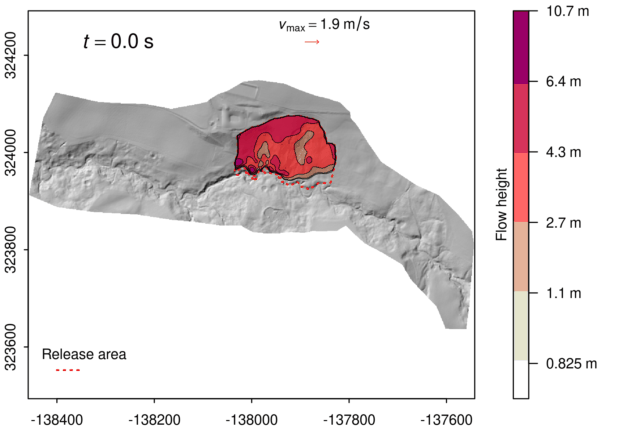 t = 0.0 s
vmax = 1.9 m/s
324200
324000
323800
323600
Release area
-138400
-138200
-138000
-137800
-137600
Flow height
10.7 m
6.4 m
4.3 m
2.7 m
1.1 m
0.825 m